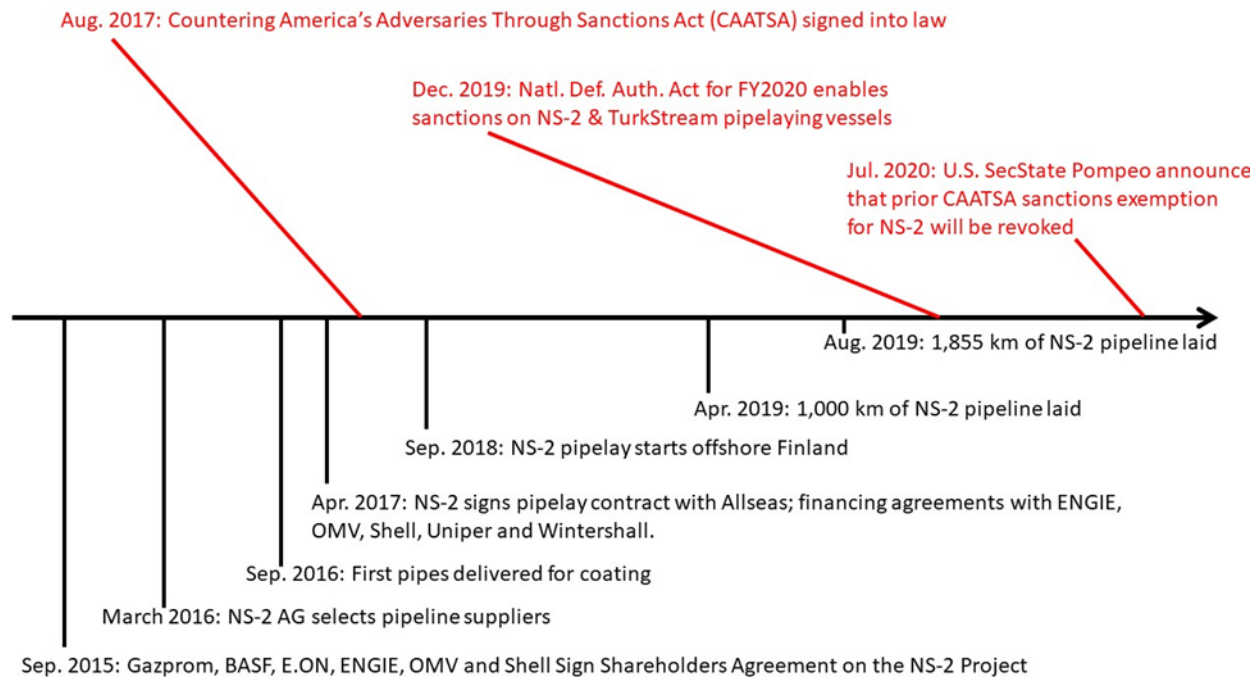 Aug. 2017: Countering America's Adversaries Through Sanctions Act (CAATSA) signed into law
Dec. 2019: Natl. Def. Auth. Act for FY2020 enables
sanctions on NS-2 & TurkStream pipelaying vessels
Jul. 2020: U.S. SecState Pompeo announce
that prior CAATSA sanctions exemption
for NS-2 will be revoked
Aug. 2019: 1,855 km of NS-2 pipeline laid
Apr. 2019: 1,000 km of NS-2 pipeline laid
Sep. 2018: NS-2 pipelay starts offshore Finland
Apr. 2017: NS-2 signs pipelay contract with Allseas; financing agreements with ENGIE,
OMV, Shell, Uniper and Wintershall.
Sep. 2016: First pipes delivered for coating
March 2016: NS-2 AG selects pipeline suppliers
Sep. 2015: Gazprom, BASF, E.ON, ENGIE, OMV and Shell Sign Shareholders Agreement on the NS-2 Project